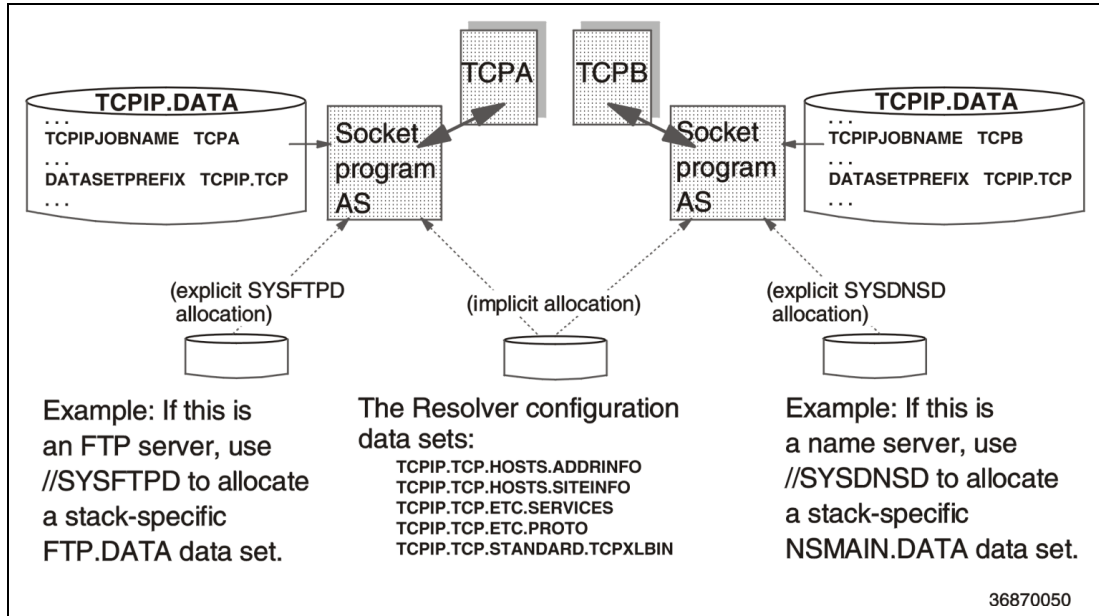 TCPA
TCPB
TCPIP.DATA
. . .
TCPIPJOBNAME TCPA
. . .
DATASETPREFIX TCPIP.TCP
. . .
Socket
program
AS
Socket
program
AS
TCPIP.DATA
. . .
TCPIPJOBNAME TCPB
. . .
DATASETPREFIX TCPIP.TCP
. . .
(explicit SYSFTPD
allocation)
(implicit allocation)
(explicit SYSDNSD
allocation)
Example: If this is
an FTP server, use
//SYSFTPD to allocate
a stack-specific
FTP.DATA data set.
The Resolver configuration
data sets:
TCPIP.TCP.HOSTS.ADDRINFO
TCPIP.TCP.HOSTS.SITEINFO
TCPIP.TCP.ETC.SERVICES
TCPIP.TCP.ETC.PROTO
TCPIP.TCP.STANDARD.TCPXLBIN
Example: If this is
a name server, use
//SYSDNSD to allocate
a stack-specific
NSMAIN.DATA data set.
36870050